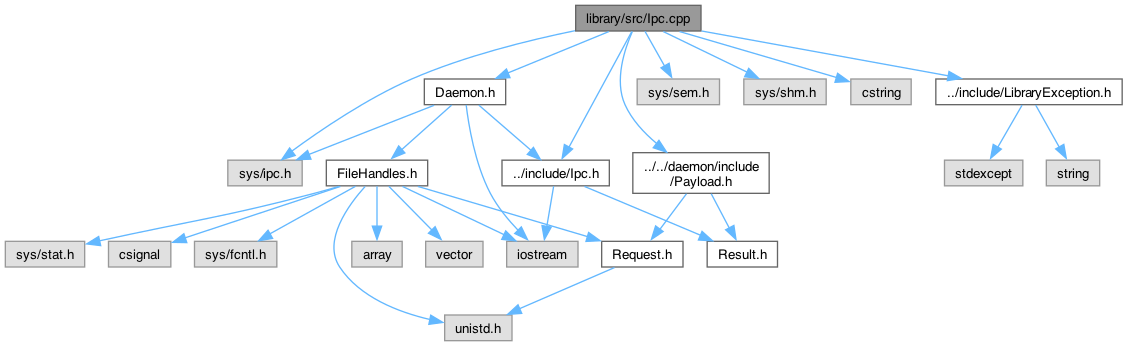 library/src/Ipc.cpp
Daemon.h
sys/sem.h
sys/shm.h
cstring
../include/LibraryException.h
sys/ipc.h
FileHandles.h
../include/Ipc.h
../../daemon/include
/Payload.h
stdexcept
string
sys/stat.h
csignal
sys/fcntl.h
array
vector
iostream
Request.h
Result.h
unistd.h